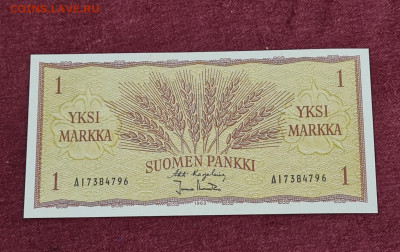 COINS.LAVE.RU
1 1
YKSI MARKKA YKSI MARKKA
SUOMEN PANKKI
A17384796 A17384796
1963
1 1